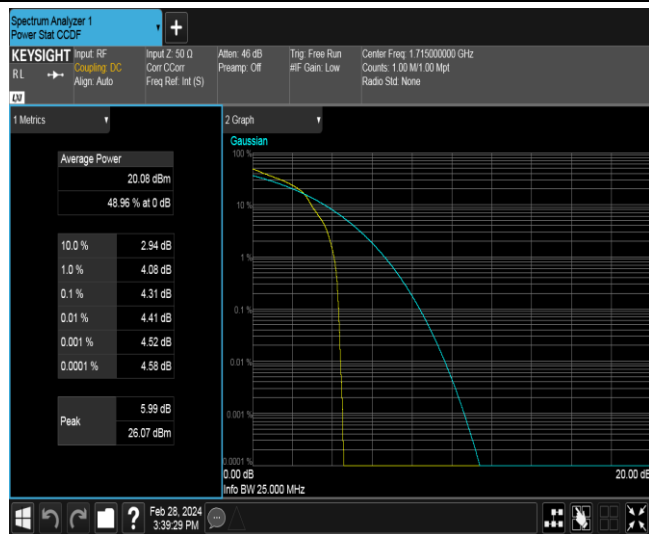 Spectrum Analyzer 1
Power Stat CCDF
+
KEYSIGHT
RL
LXI
Input: RF
Coupling: DC
Align: Auto
Input Z: 50 Ω
Corr CCorr
Freq Ref: Int (S)
Atten: 46 dB
Preamp: Off
Trig: Free Run
#IF Gain: Low
Center Freq: 1.715000000 GHz
Counts: 1.00 M/1.00 Mpt
Radio Std: None
1 Metrics
Average Power
20.08 dBm
48.96 % at 0 dB
10.0 % 2.94 dB
1.0 % 4.08 dB
0.1 % 4.31 dB
0.01 % 4.41 dB
0.001 % 4.52 dB
0.0001 % 4.58 dB
Peak
5.99 dB
26.07 dBm
2 Graph
Gaussian
100 %
10 %
1 %
0.1 %
0.01 %
0.001 %
0.0001 %
0.00 dB 20.00 dB
Info BW 25.000 MHz
?
Feb 28, 2024
3:39:29 PM